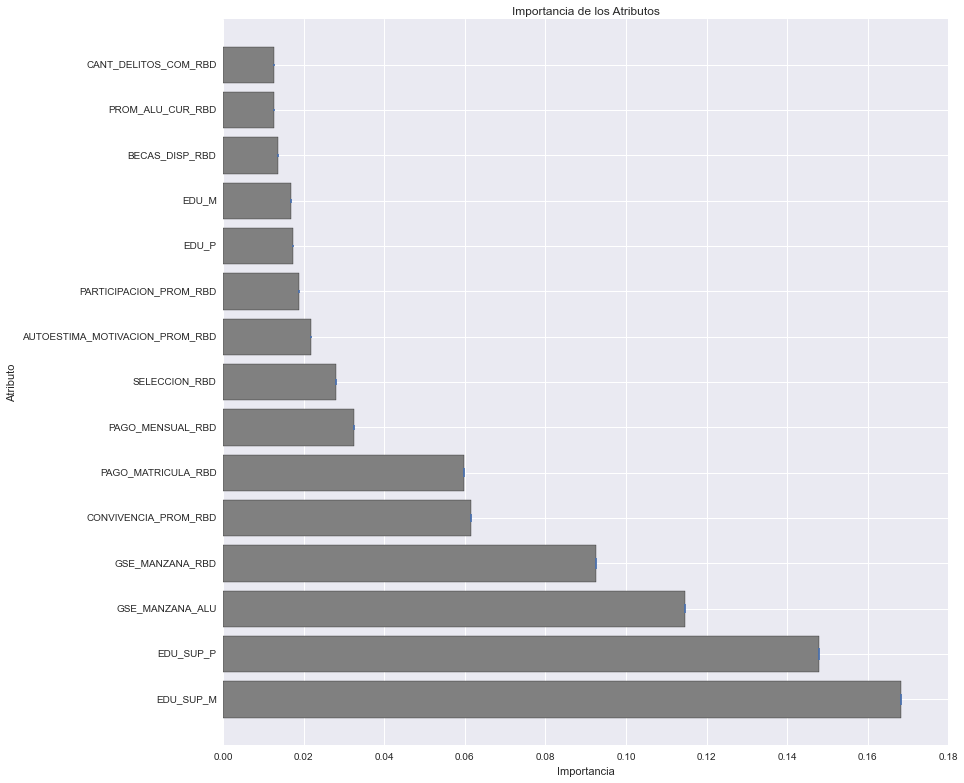 Importancia de los Atributos
CANT_DELITOS_COM_RBD
PROM_ALU_CUR_RBD
BECAS_DISP_RBD
EDU_M
EDU_P
PARTICIPACION_PROM_RBD
AUTOESTIMA_MOTIVACION_PROM_RBD
SELECCION_RBD
PAGO_MENSUAL_RBD
PAGO_MATRICULA_RBD
CONVIVENCIA_PROM_RBD
GSE_MANZANA_RBD
GSE_MANZANA_ALU
EDU_SUP_P
EDU_SUP_M
Atributo
0.00 0.02 0.04 0.06 0.08 0.10 0.12 0.14 0.16 0.18
Importancia